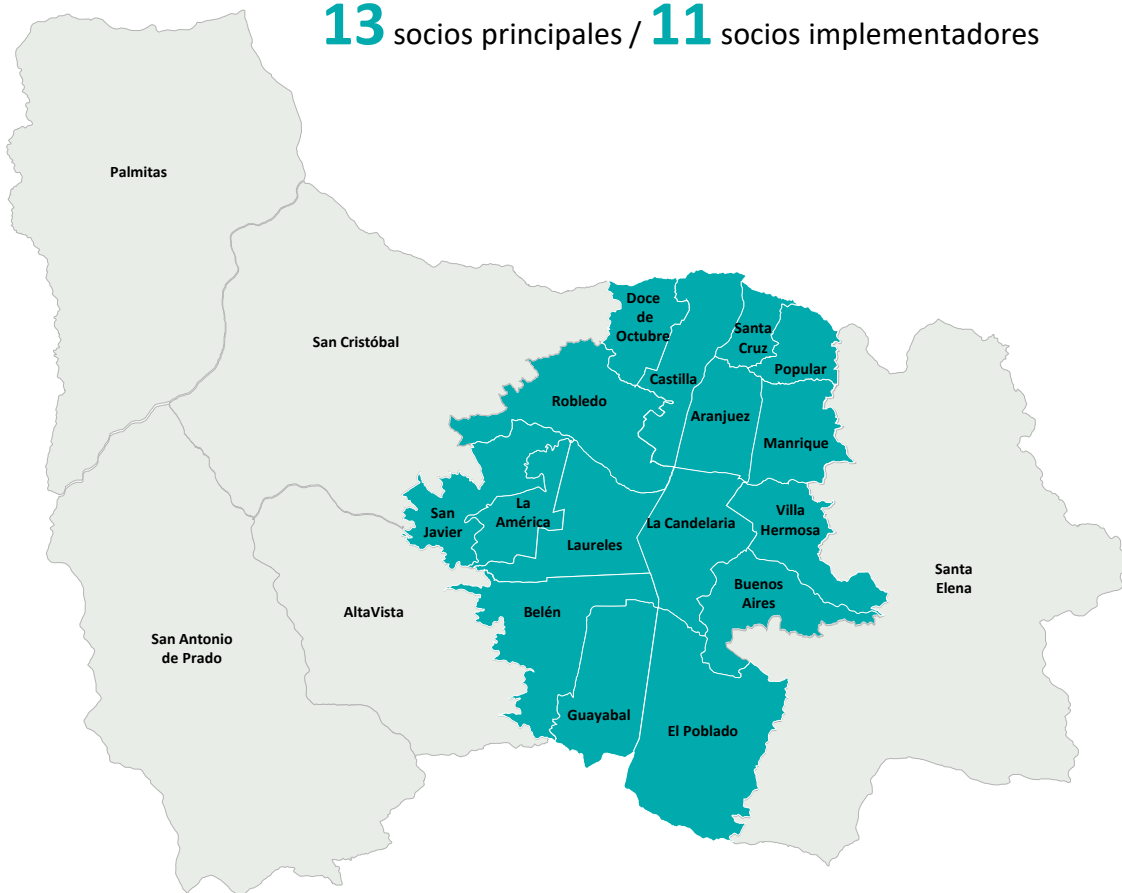 13 socios principales / 11 socios implementadores
Palmitas
San Cristóbal
Doce
de
Octubre
Santa
Cruz
Popular
Castilla
Robledo
Aranjuez
Manrique
San
Javier
La
América
Laureles
La Candelaria
Villa
Hermosa
Santa
Elena
Buenos
Aires
AltaVista
Belén
San Antonio
de Prado
Guayabal
El Poblado